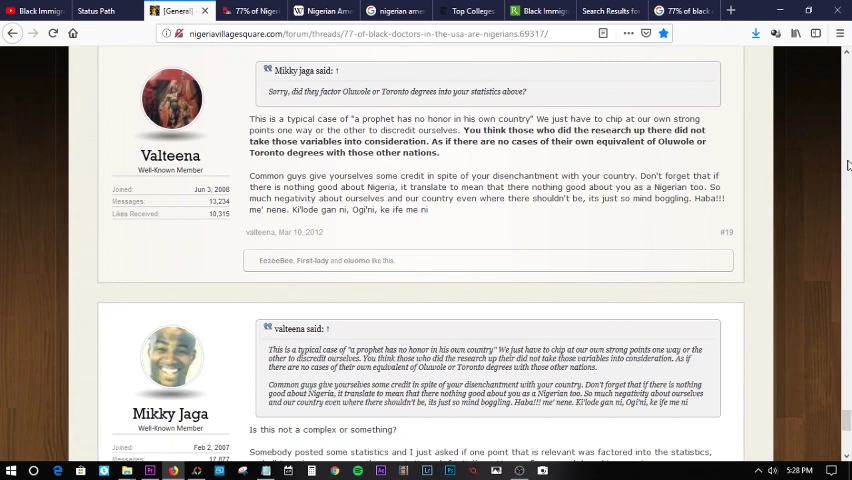 Black Immigr
Status Path
[General] -
77% of Nigeri
Nigerian Ame
nigerian amer
Top Colleges
Black Immigr
Search Results fo
77% of black
nigeriavillagesquare.com/forum/threads/77-of-black-doctors-in-the-usa-are-nigerians.69317/
Mikky jaga said: ↑
Sorry, did they factor Oluwole or Toronto degrees into your statistics above?
Valteena
Well-Known Member
Joined: Jun 3, 2008
Messages: 13,234
Likes Received: 10,315
This is a typical case of "a prophet has no honor in his own country" We just have to chip at our own strong
points one way or the other to discredit ourselves. You think those who did the research up there did not
take those variables into consideration. As if there are no cases of their own equivalent of Oluwole or
Toronto degrees with those other nations.
Common guys give yourselves some credit in spite of your disenchantment with your country. Don't forget that if
there is nothing good about Nigeria, it translate to mean that there nothing good about you as a Nigerian too. So
much negativity about ourselves and our country even where there shouldn't be, its just so mind boggling. Haba!!!
me' nene. Ki'lode gan ni, Ogi'ni, ke ife me ni
valteena, Mar 10, 2012
#19
EezeeBee, First-lady and oluomo like this.
valteena said: ↑
This is a typical case of "a prophet has no honor in his own country" We just have to chip at our own strong points one way or the
other to discredit ourselves. You think those who did the research up their did not take those variables into consideration. As if
there are no cases of their own equivalent of Oluwole or Toronto degrees with those other nations.
Common guys give yourselves some credit in spite of your disenchantment with your country. Don't forget that if there is nothing
good about Nigeria, it translate to mean that there nothing good about you as a Nigerian too. So much negativity about ourselves
and our country even where there shouldn't be, its just so mind boggling. Haba!!! me' nene. Ki'lode gan ni, Ogi'ni, ke ife me ni
Mikky Jaga
Well-Known Member
Joined: Feb 2, 2007
Messages: 17,877
Is this not a complex or something?
Somebody posted some statistics and I just asked if one point that is relevant was factored into the statistics,
5:28 PM